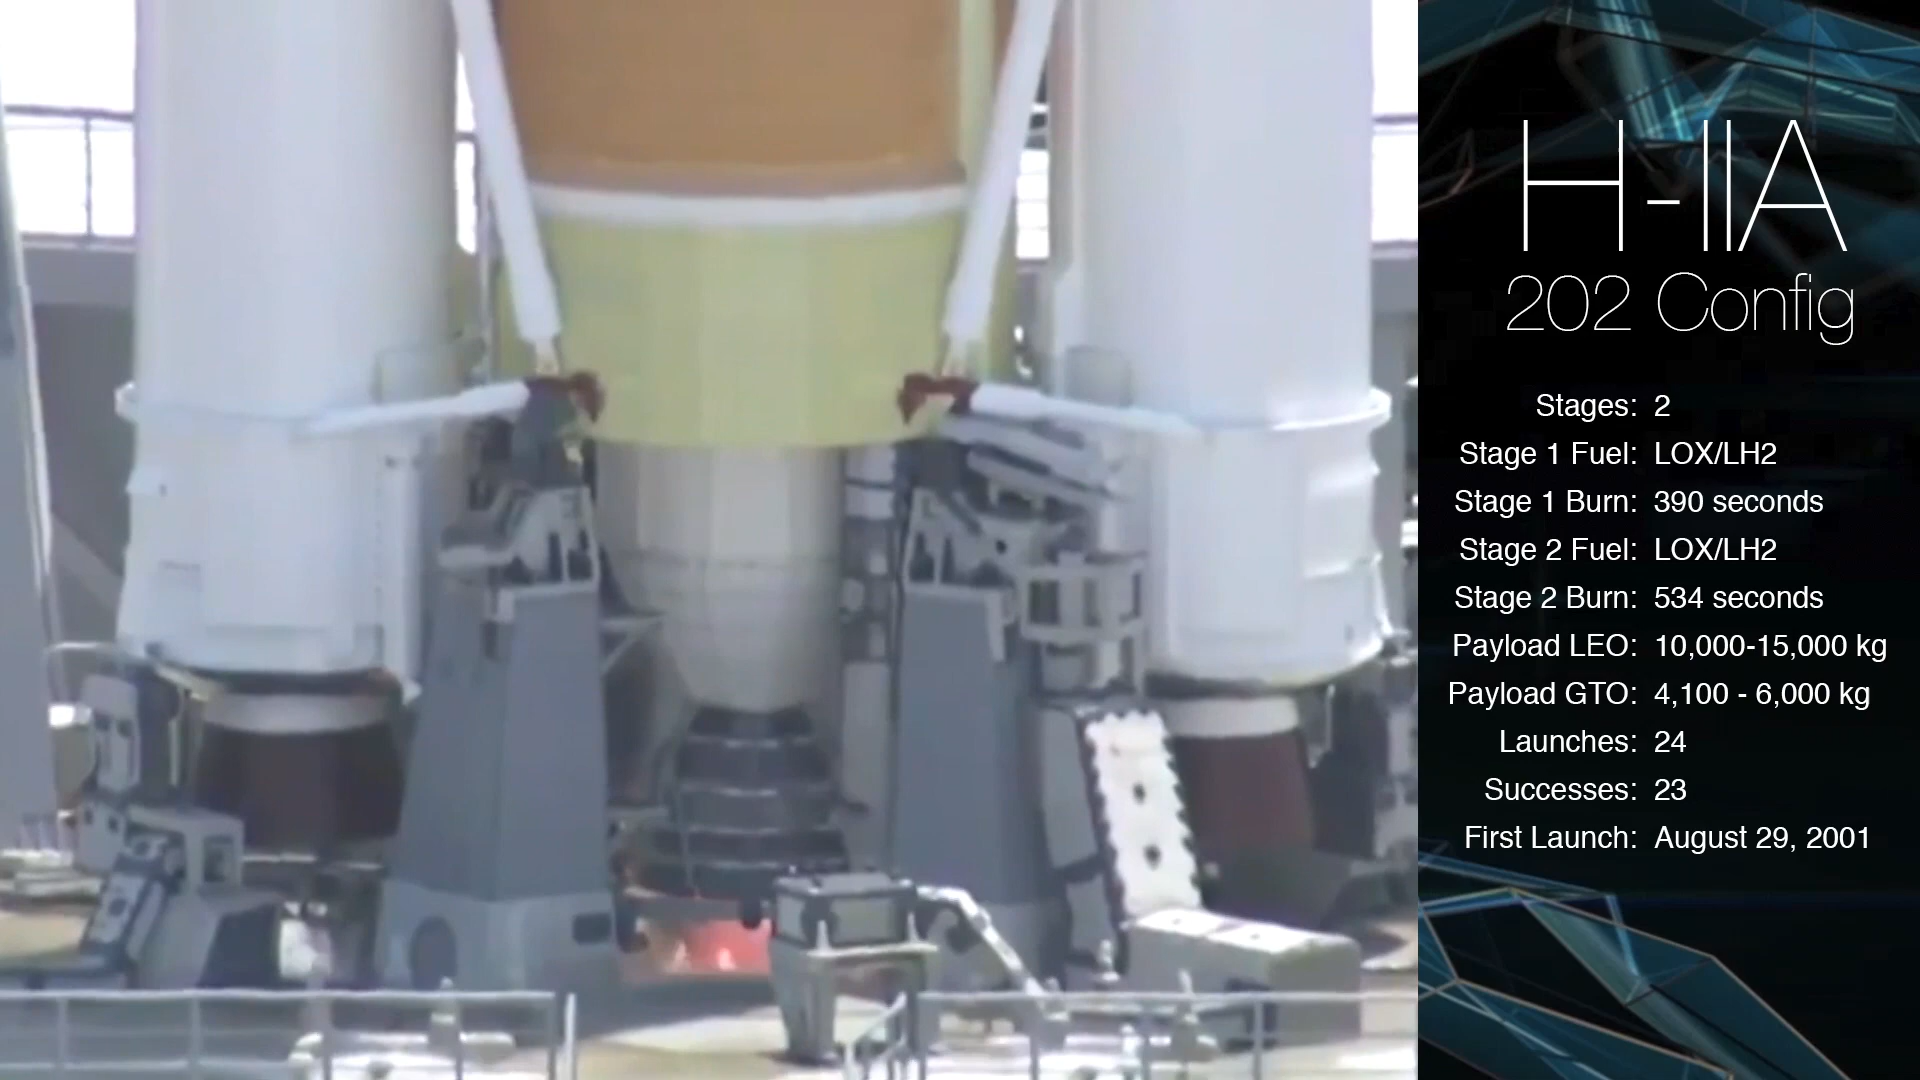 H-IIA
202 Config
Stages: 2
Stage 1 Fuel: LOX/LH2
Stage 1 Burn: 390 seconds
Stage 2 Fuel: LOX/LH2
Stage 2 Burn: 534 seconds
Payload LEO: 10,000-15,000 kg
Payload GTO: 4,100 - 6,000 kg
Launches: 24
Successes: 23
First Launch: August 29, 2001